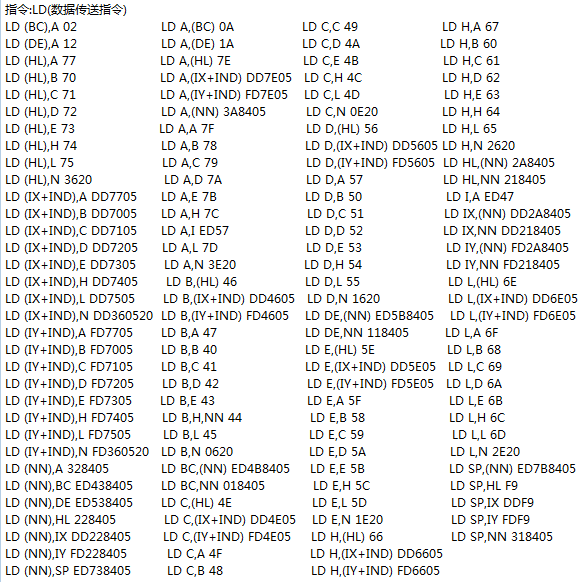 指令:LD(数据传送指令)
LD (BC),A 02 LD A,(BC) 0A LD C,C 49 LD H,A 67
LD (DE),A 12 LD A,(DE) 1A LD C,D 4A LD H,B 60
LD (HL),A 77 LD A,(HL) 7E LD C,E 4B LD H,C 61
LD (HL),B 70 LD A,(IX+IND) DD7E05 LD C,H 4C LD H,D 62
LD (HL),C 71 LD A,(IY+IND) FD7E05 LD C,L 4D LD H,E 63
LD (HL),D 72 LD A,(NN) 3A8405 LD C,N 0E20 LD H,H 64
LD (HL),E 73 LD A,A 7F LD D,(HL) 56 LD H,L 65
LD (HL),H 74 LD A,B 78 LD D,(IX+IND) DD5605 LD H,N 2620
LD (HL),L 75 LD A,C 79 LD D,(IY+IND) FD5605 LD HL,(NN) 2A8405
LD (HL),N 3620 LD A,D 7A LD D,A 57 LD HL,NN 218405
LD (IX+IND),A DD7705 LD A,E 7B LD D,B 50 LD I,A ED47
LD (IX+IND),B DD7005 LD A,H 7C LD D,C 51 LD IX,(NN) DD2A8405
LD (IX+IND),C DD7105 LD A,I ED57 LD D,D 52 LD IX,NN DD218405
LD (IX+IND),D DD7205 LD A,L 7D LD D,E 53 LD IY,(NN) FD2A8405
LD (IX+IND),E DD7305 LD A,N 3E20 LD D,H 54 LD IY,NN FD218405
LD (IX+IND),H DD7405 LD B,(HL) 46 LD D,L 55 LD L,(HL) 6E
LD (IX+IND),L DD7505 LD B,(IX+IND) DD4605 LD D,N 1620 LD L,(IX+IND) DD6E05
LD (IX+IND),N DD360520 LD B,(IY+IND) FD4605 LD DE,(NN) ED5B8405 LD L,(IY+IND) FD6E05
LD (IY+IND),A FD7705 LD B,A 47 LD DE,NN 118405 LD L,A 6F
LD (IY+IND),B FD7005 LD B,B 40 LD E,(HL) 5E LD L,B 68
LD (IY+IND),C FD7105 LD B,C 41 LD E,(IX+IND) DD5E05 LD L,C 69
LD (IY+IND),D FD7205 LD B,D 42 LD E,(IY+IND) FD5E05 LD L,D 6A
LD (IY+IND),E FD7305 LD B,E 43 LD E,A 5F LD L,E 6B
LD (IY+IND),H FD7405 LD B,H,NN 44 LD E,B 58 LD L,H 6C
LD (IY+IND),L FD7505 LD B,L 45 LD E,C 59 LD L,L 6D
LD (IY+IND),N FD360520 LD B,N 0620 LD E,D 5A LD L,N 2E20
LD (NN),A 328405 LD BC,(NN) ED4B8405 LD E,E 5B LD SP,(NN) ED7B8405
LD (NN),BC ED438405 LD BC,NN 018405 LD E,H 5C LD SP,HL F9
LD (NN),DE ED538405 LD C,(HL) 4E LD E,L 5D LD SP,IX DDF9
LD (NN),HL 228405 LD C,(IX+IND) DD4E05 LD E,N 1E20 LD SP,IY FDF9
LD (NN),IX DD228405 LD C,(IY+IND) FD4E05 LD H,(HL) 66 LD SP,NN 318405
LD (NN),IY FD228405 LD C,A 4F LD H,(IX+IND) DD6605
LD (NN),SP ED738405 LD C,B 48 LD H,(IY+IND) FD6605